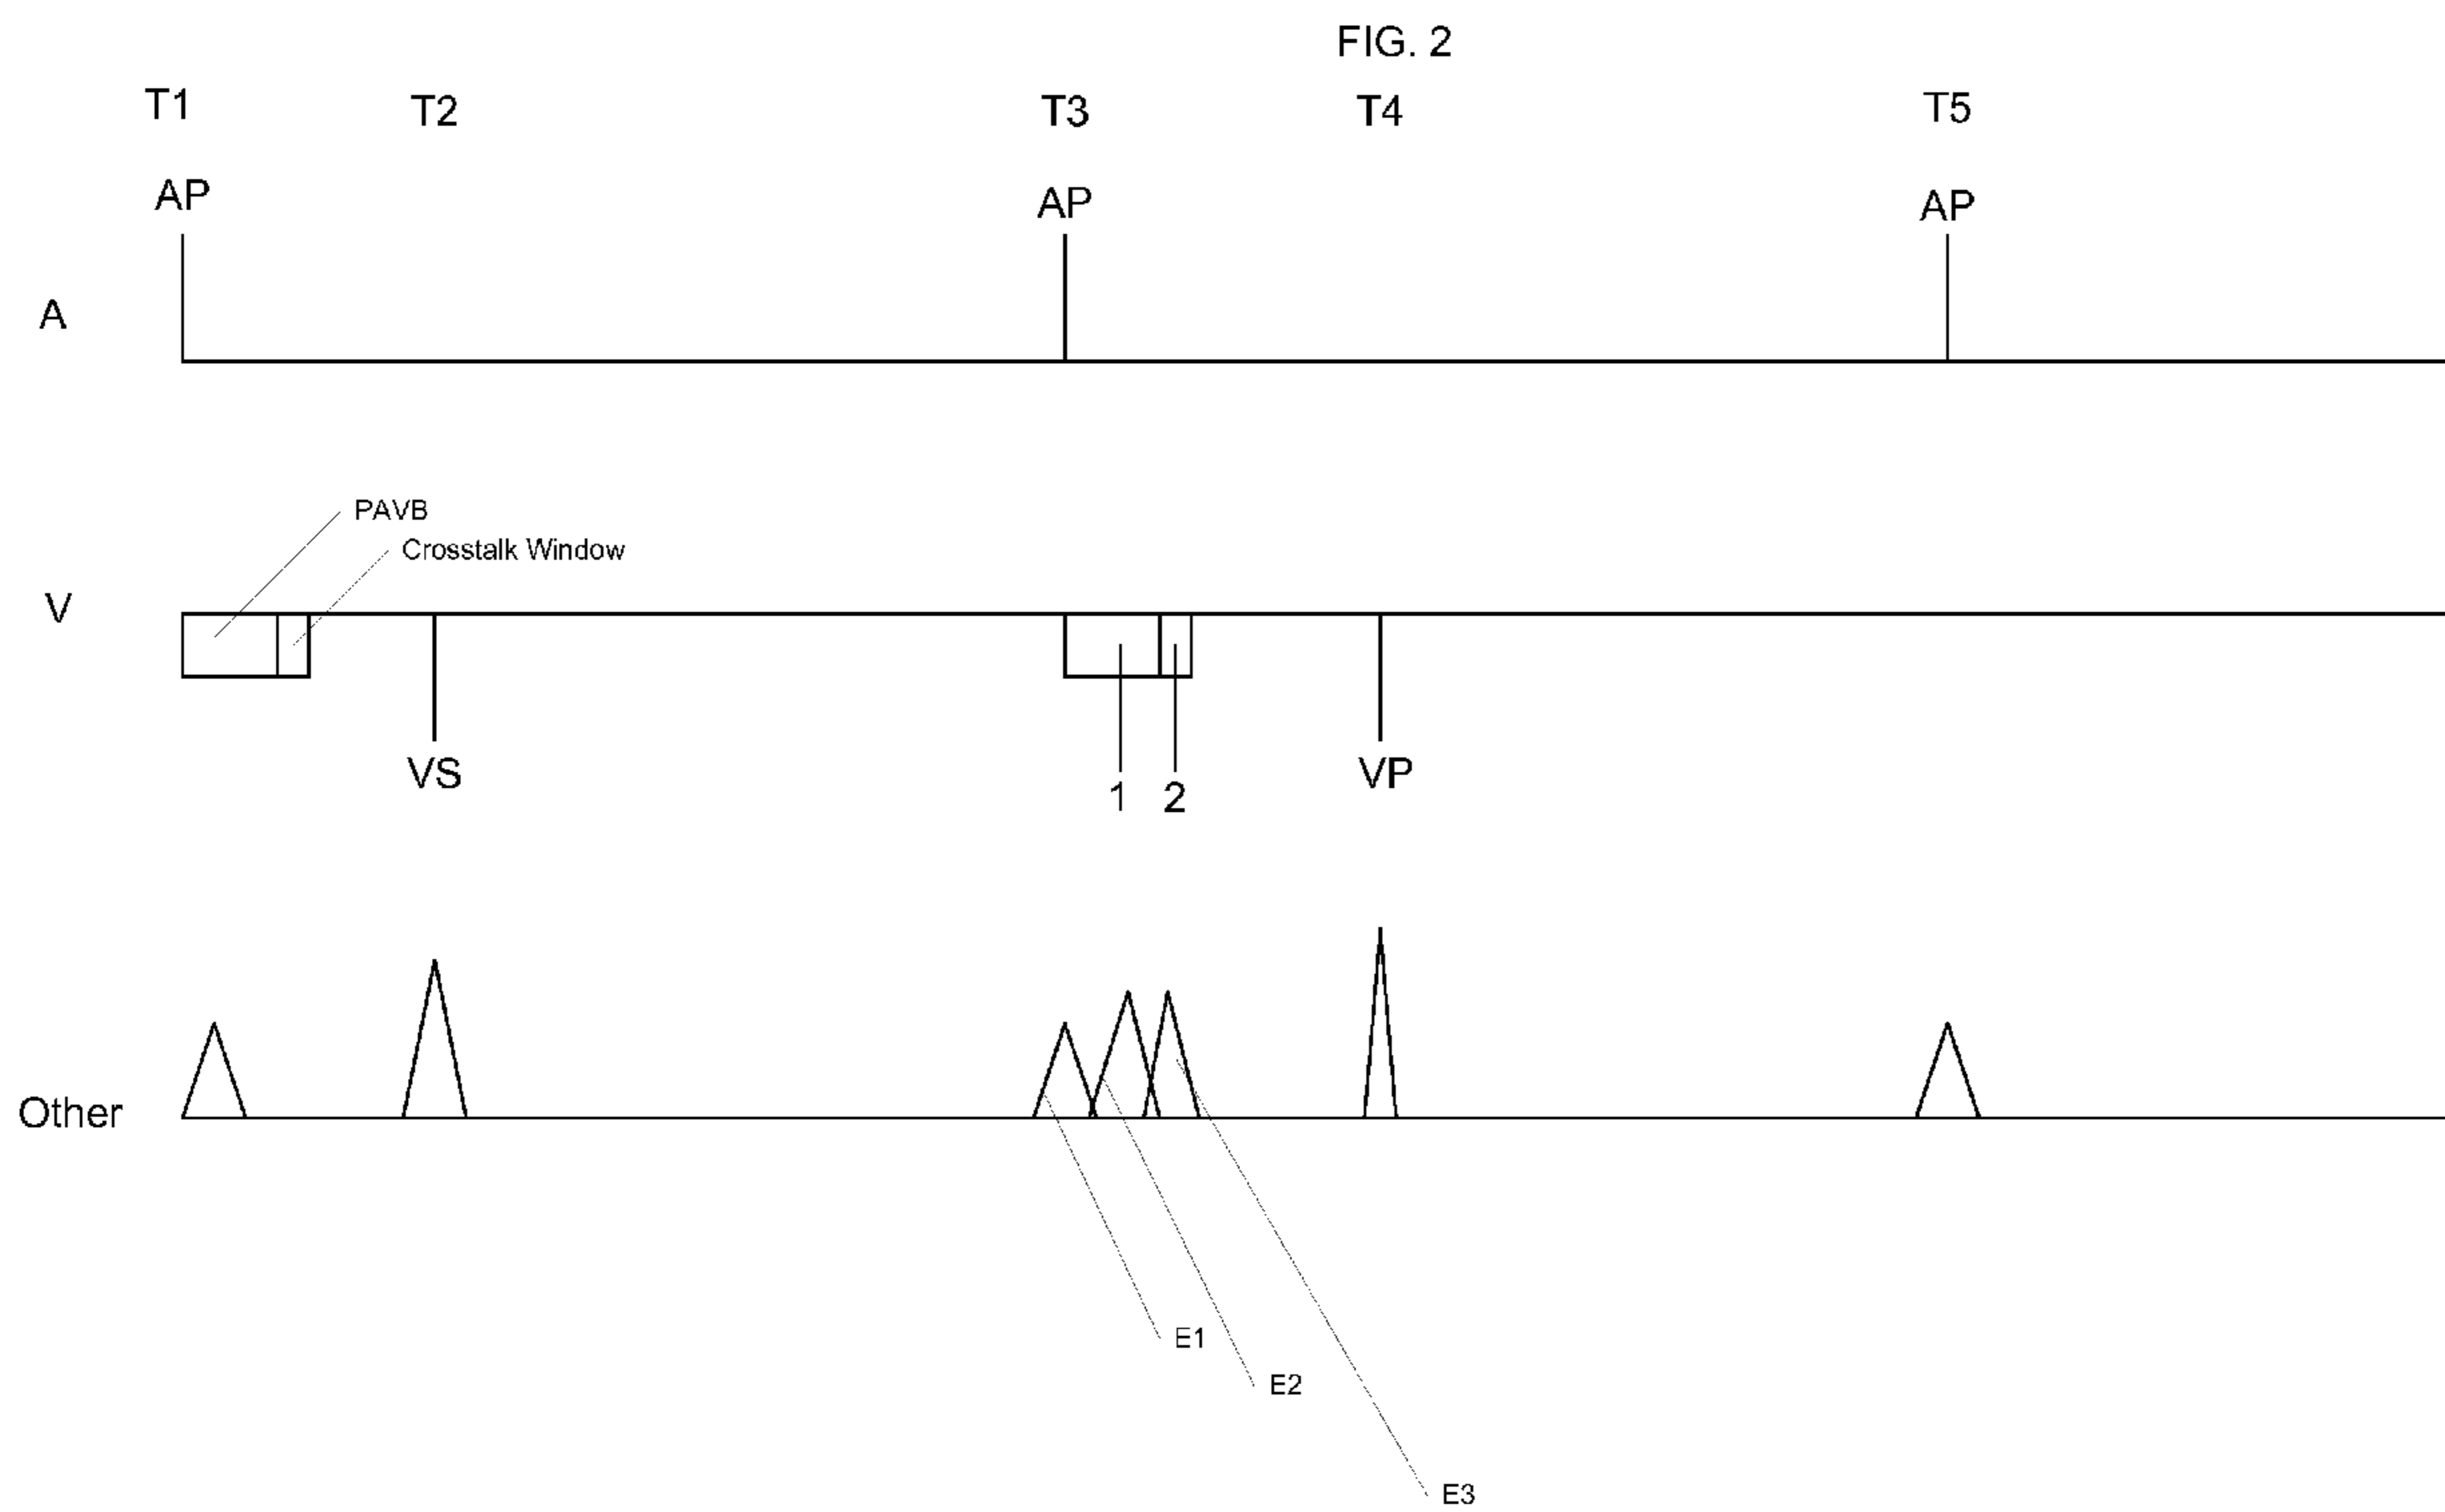 FIG. 2
T1 T2 T3 T4 T5
AP AP AP
A
PAVB
Crosstalk Window
V
VS VP
1 2
Other
E1
E2
E3